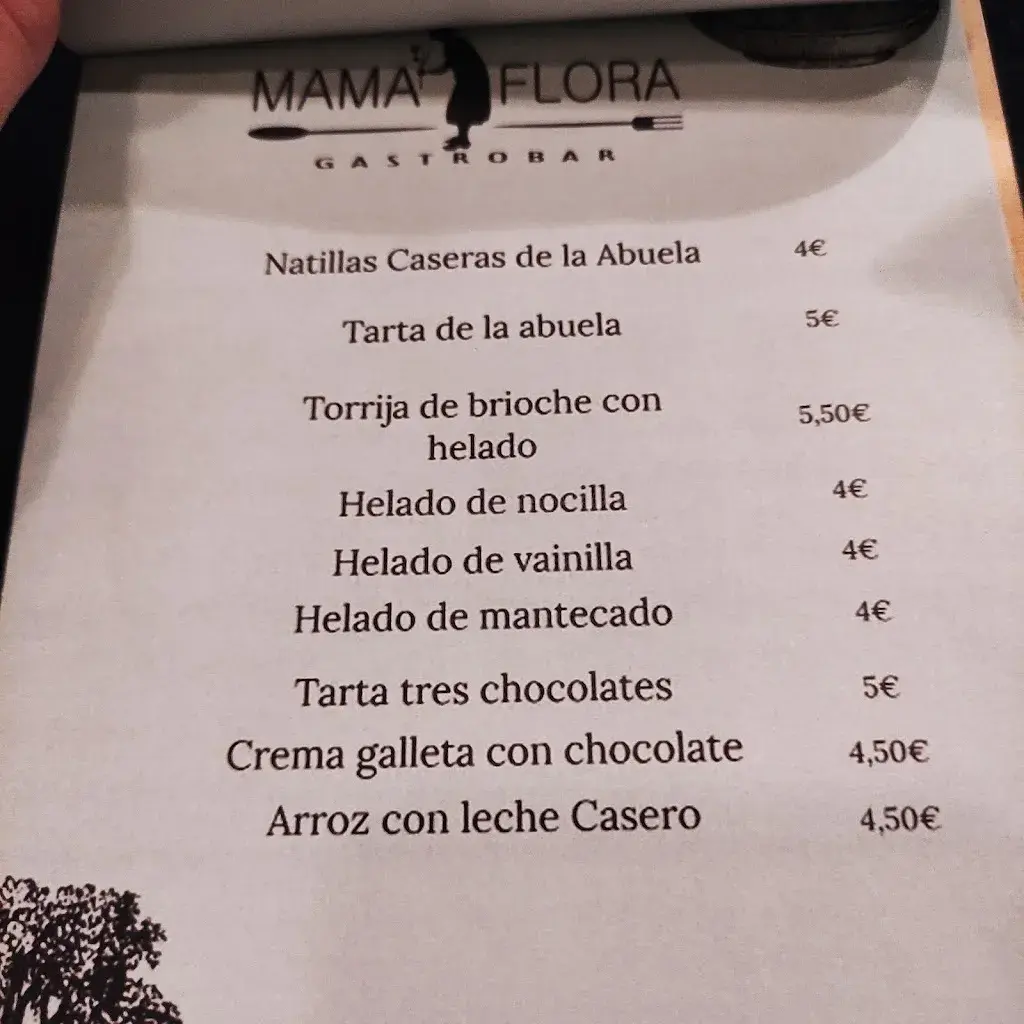 MAMA FLORA
GASTROBAR
Natillas Caseras de la Abuela 4€
Tarta de la abuela 5€
Torrija de brioche con 5,50€
helado
Helado de nocilla 4€
Helado de vainilla 4€
Helado de mantecado 4€
Tarta tres chocolates 5€
Crema galleta con chocolate 4,50€
Arroz con leche Casero 4,50€